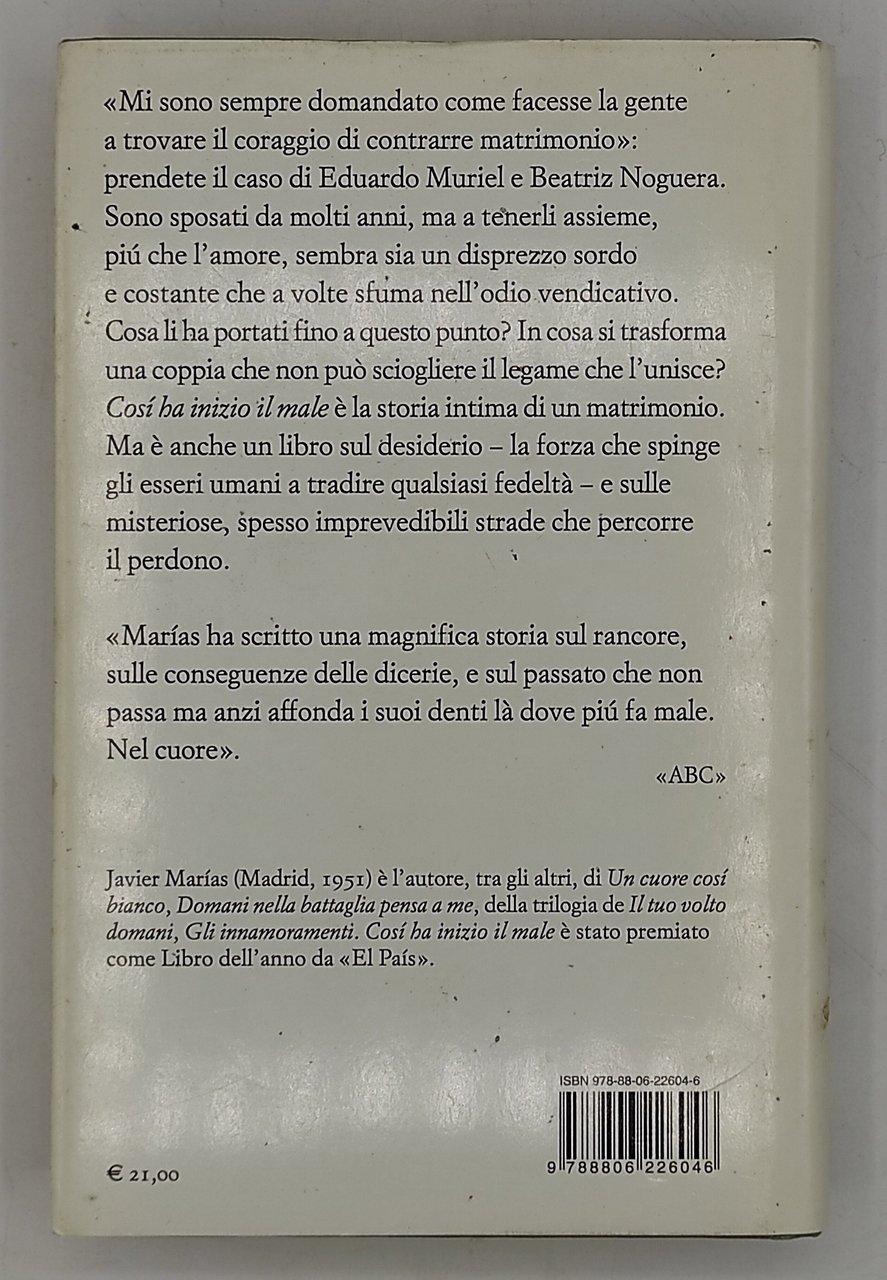 «Mi sono sempre domandato come facesse la gente
a trovare il coraggio di contrarre matrimonio»:
prendete il caso di Eduardo Muriel e Beatriz Noguera.
Sono sposati da molti anni, ma a tenerli assieme,
piú che l'amore, sembra sia un disprezzo sordo
e costante che a volte sfuma nell'odio vendicativo.
Cosa li ha portati fino a questo punto? In cosa si trasforma
una coppia che non può sciogliere il legame che l'unisce?
Cosí ha inizio il male è la storia intima di un matrimonio.
Ma è anche un libro sul desiderio – la forza che spinge
gli esseri umani a tradire qualsiasi fedeltà – e sulle
misteriose, spesso imprevedibili strade che percorre
il perdono.
«Marías ha scritto una magnifica storia sul rancore,
sulle conseguenze delle dicerie, e sul passato che non
passa ma anzi affonda i suoi denti là dove piú fa male.
Nel cuore».
«ABC»
Javier Marías (Madrid, 1951) è l'autore, tra gli altri, di Un cuore cosí
bianco, Domani nella battaglia pensa a me, della trilogia de Il tuo volto
domani, Gli innamoramenti. Cosí ha inizio il male è stato premiato
come Libro dell'anno da «El País».
ISBN 978-88-06-22604-6
9 788806 226046
€ 21,00